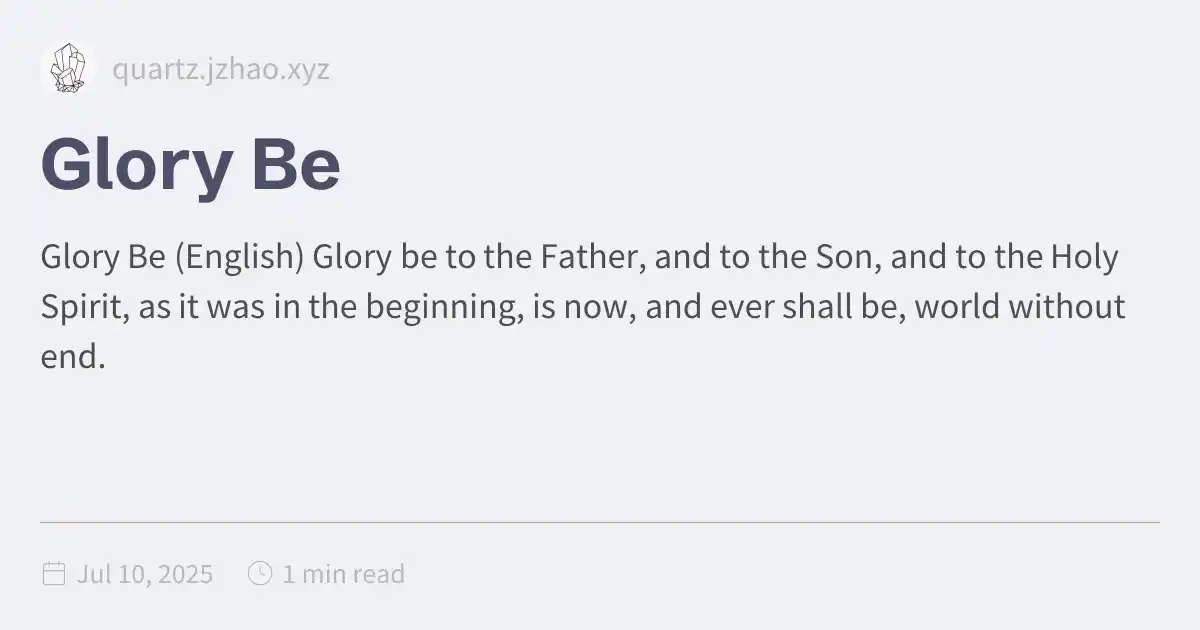 quartz.jzhao.xyz
Glory Be
Glory Be (English) Glory be to the Father, and to the Son, and to the Holy
Spirit, as it was in the beginning, is now, and ever shall be, world without
end.
Jul 10, 2025 1 min read